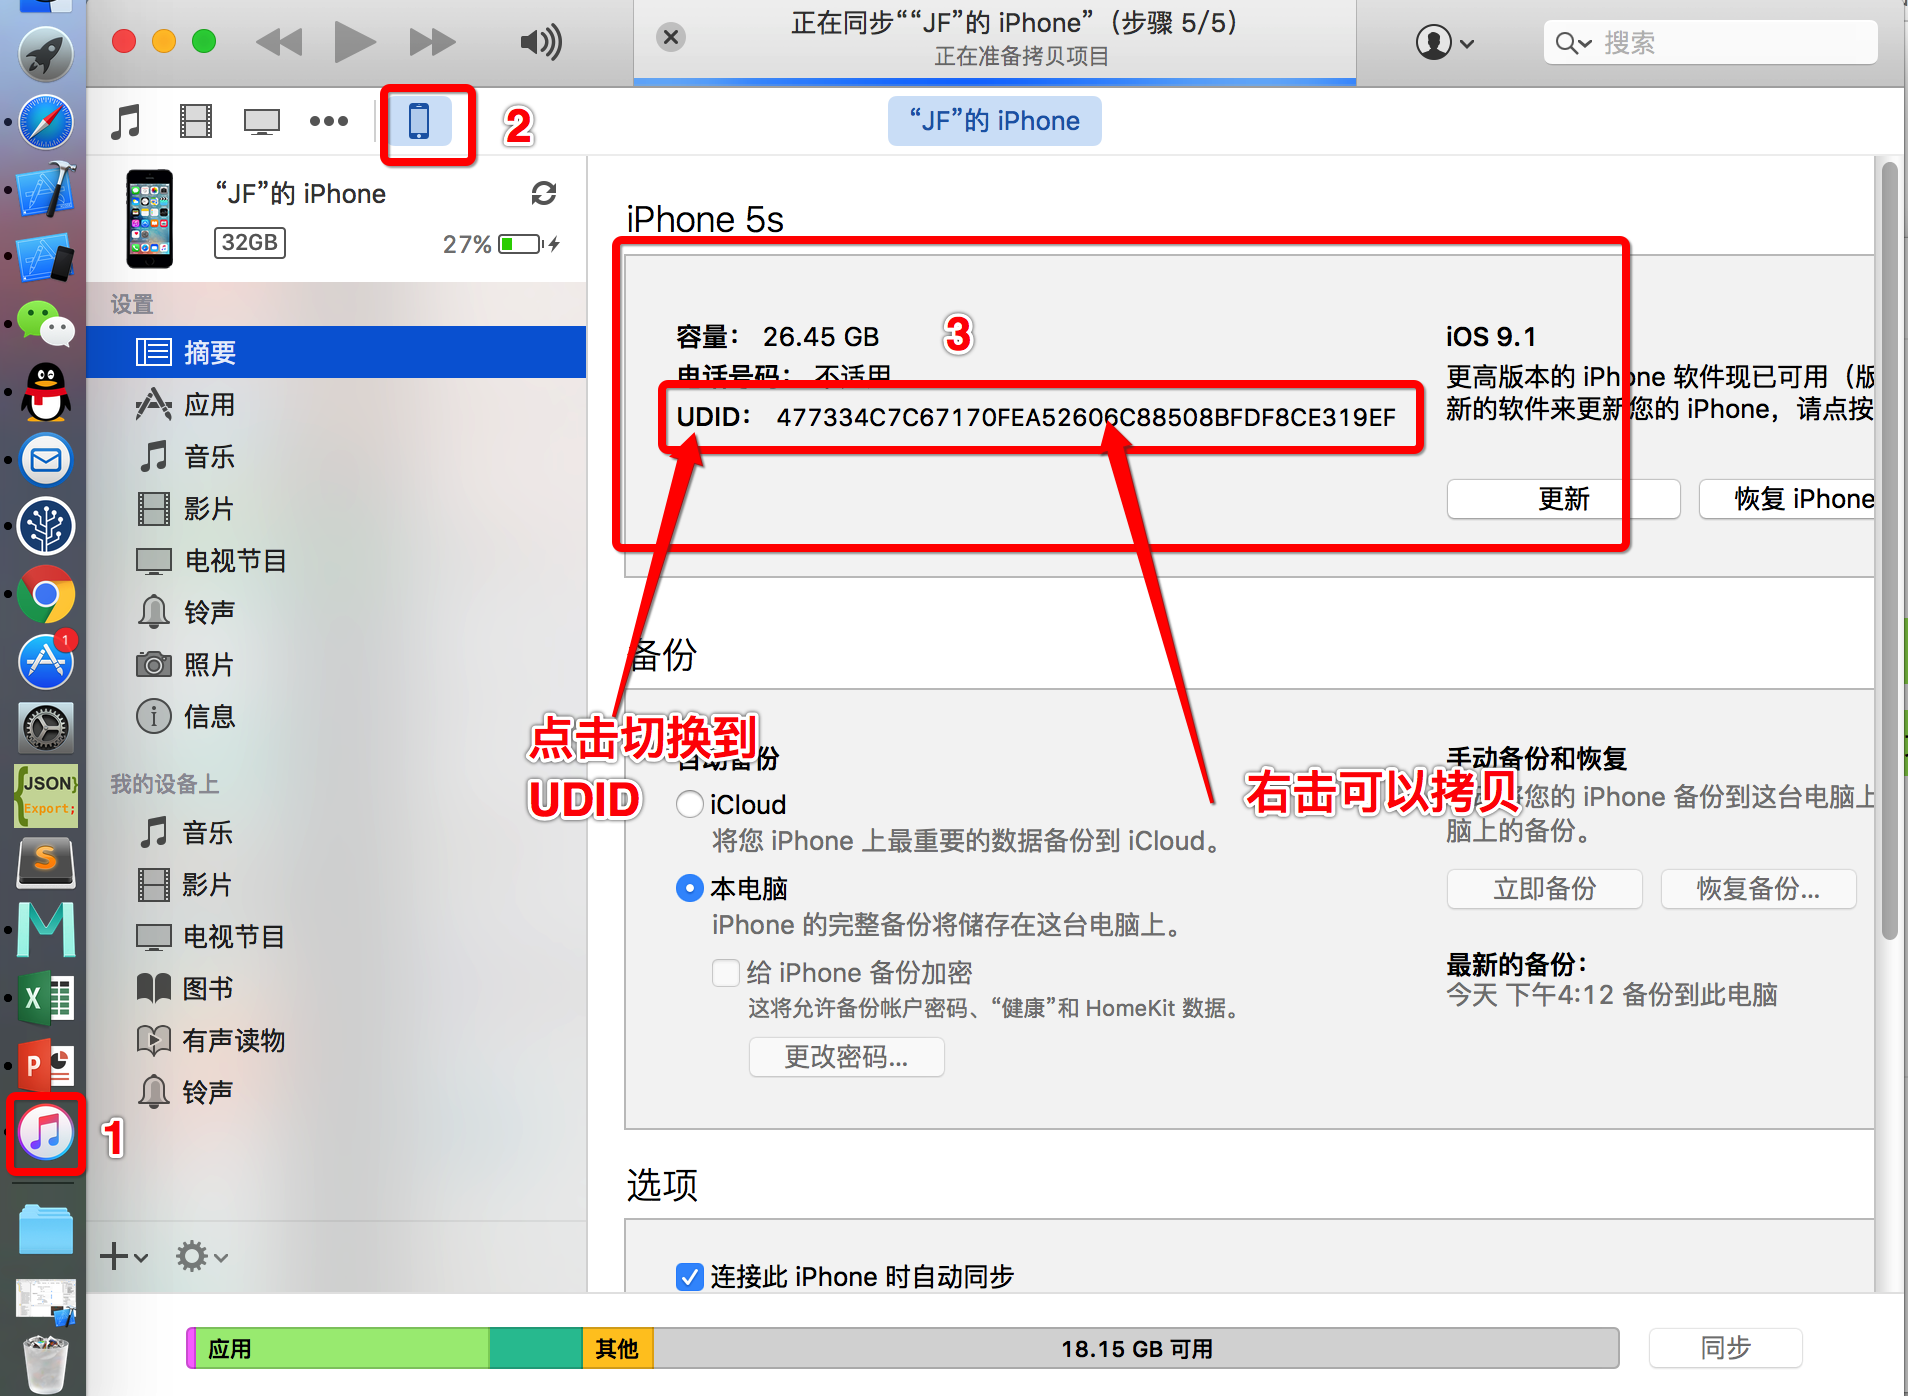 正在同步““JF”的 iPhone”（步骤 5/5）
正在准备拷贝项目
搜索
2
“JF”的 iPhone
“JF”的 iPhone
32GB
27%
设置
摘要
应用
音乐
影片
电视节目
铃声
照片
信息
我的设备上
音乐
影片
电视节目
图书
有声读物
铃声
1
1
JSON
Export;
S
X
P
iPhone 5s
容量： 26.45 GB
3
电话号码： 不适用
UDID： 477334C7C67170FEA52606C88508BFDF8CE319EF
iOS 9.1
更高版本的 iPhone 软件现已可用（版
新的软件来更新您的 iPhone，请点按
更新
恢复 iPhone
备份
点击切换到
UDID
右击可以拷贝
自动备份
iCloud
将您 iPhone 上最重要的数据备份到 iCloud。
本电脑
iPhone 的完整备份将储存在这台电脑上。
给 iPhone 备份加密
这将允许备份帐户密码、“健康”和 HomeKit 数据。
更改密码...
手动备份和恢复
将您的 iPhone 备份到这台电脑上
脑上的备份。
立即备份
恢复备份...
最新的备份：
今天 下午4:12 备份到此电脑
选项
连接此 iPhone 时自动同步
应用
其他
18.15 GB 可用
同步